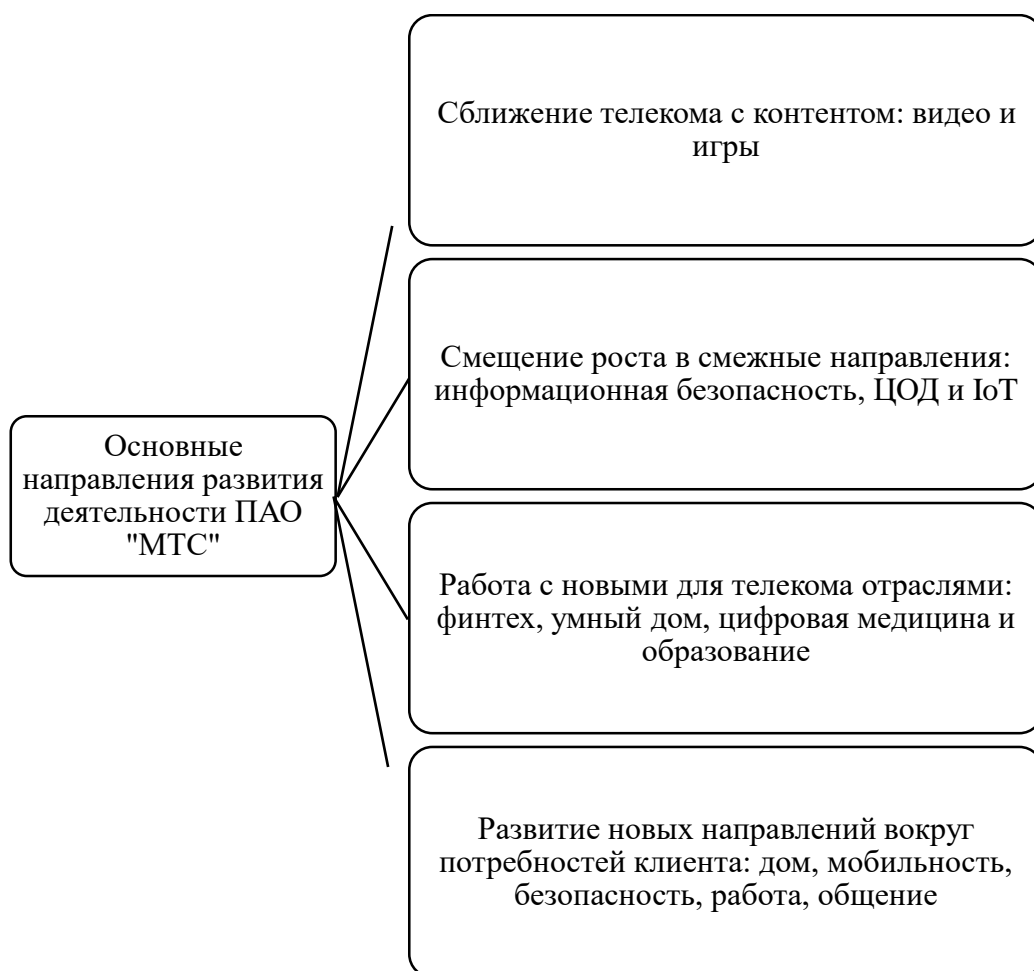 Сближение телекома с контентом: видео и
игры
Смещение роста в смежные направления:
информационная безопасность, ЦОД и IoT
Основные
направления развития
деятельности ПАО
"МТС"
Работа с новыми для телекома отраслями:
финтех, умный дом, цифровая медицина и
образование
Развитие новых направлений вокруг
потребностей клиента: дом, мобильность,
безопасность, работа, общение